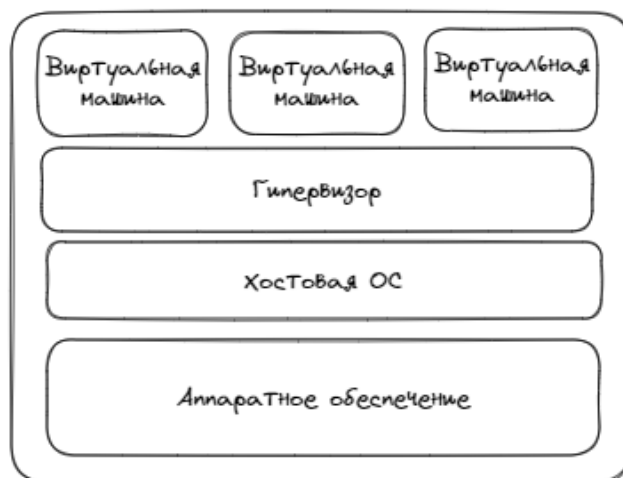 Виртуальная
машина
Виртуальная
машина
Виртуальная
машина
Гипервизор
Хостовая ОС
Аппаратное обеспечение